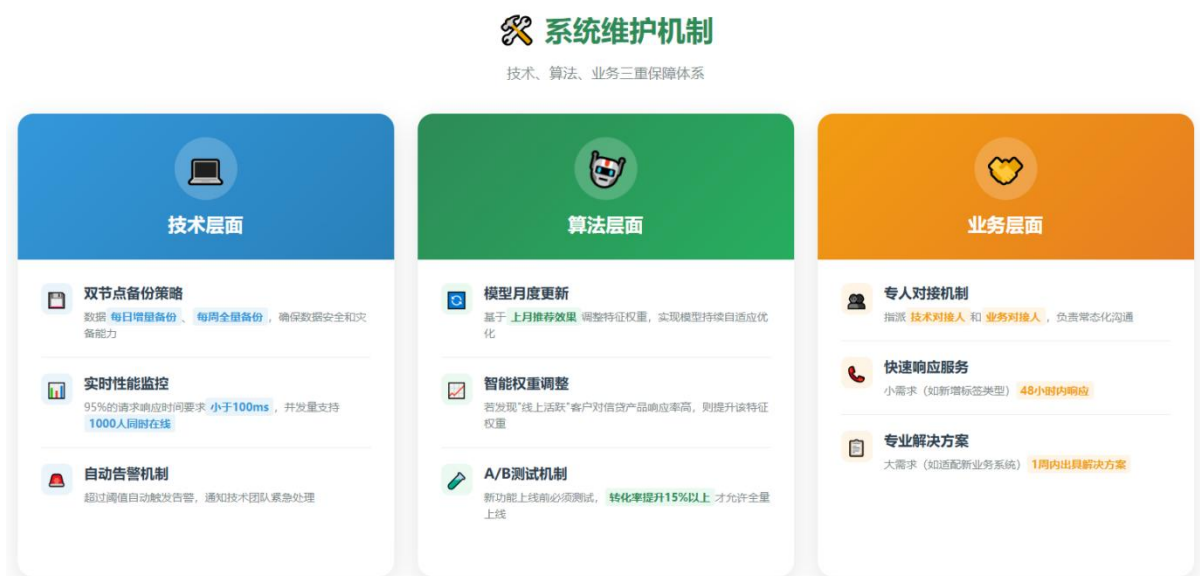 系统维护机制
技术、算法、业务三重保障体系
技术层面
双节点备份策略
数据 每日增量备份 、 每周全量备份 ，确保数据安全和灾
备能力
实时性能监控
95%的请求响应时间要求 小于100ms ，并发量支持
1000人同时在线
自动告警机制
超过阈值自动触发告警，通知技术团队紧急处理
算法层面
模型月度更新
基于 上月推荐效果 调整特征权重，实现模型持续自适应优
化
智能权重调整
若发现"线上活跃"客户对信贷产品响应率高，则提升该特征
权重
A/B测试机制
新功能上线前必须测试， 转化率提升15%以上 才允许全量
上线
业务层面
专人对接机制
指派 技术对接人 和 业务对接人 ，负责常态化沟通
快速响应服务
小需求（如新增标签类型） 48小时内响应
专业解决方案
大需求（如适配新业务系统） 1周内出具解决方案